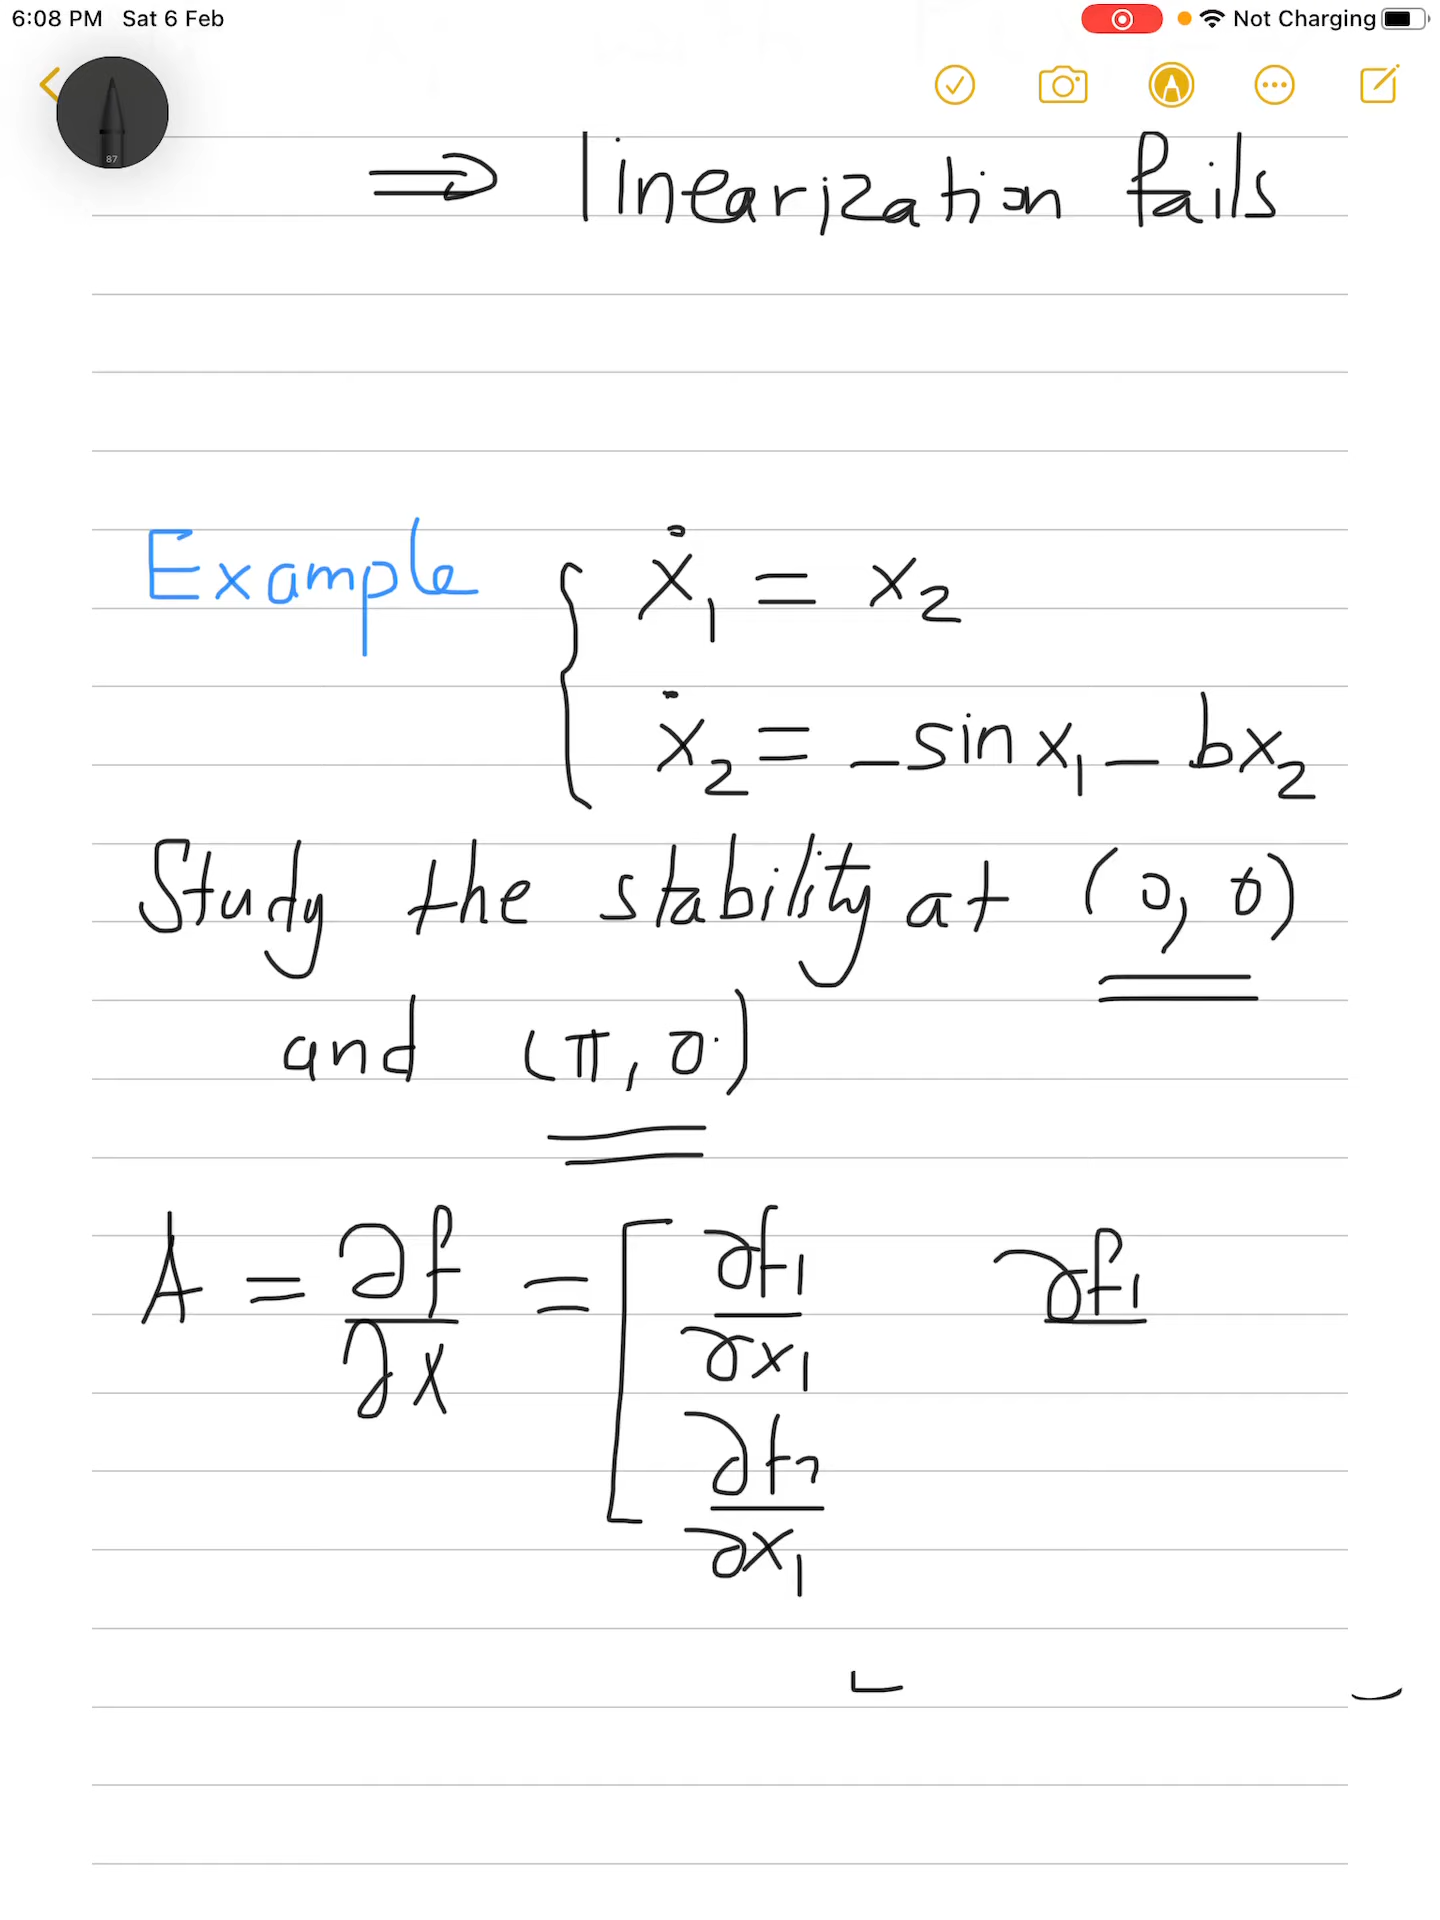 6:08 PM Sat 6 Feb Not Charging
87
⇒ linearization fails
Example { ẋ₁ = x₂
ẋ₂ = -sin x₁ - bx₂
Study the stability at (0, 0)
and (π, 0)
A = ∂f/∂x = [ ∂f₁/∂x₁ ∂f₁
∂f₂/∂x₁